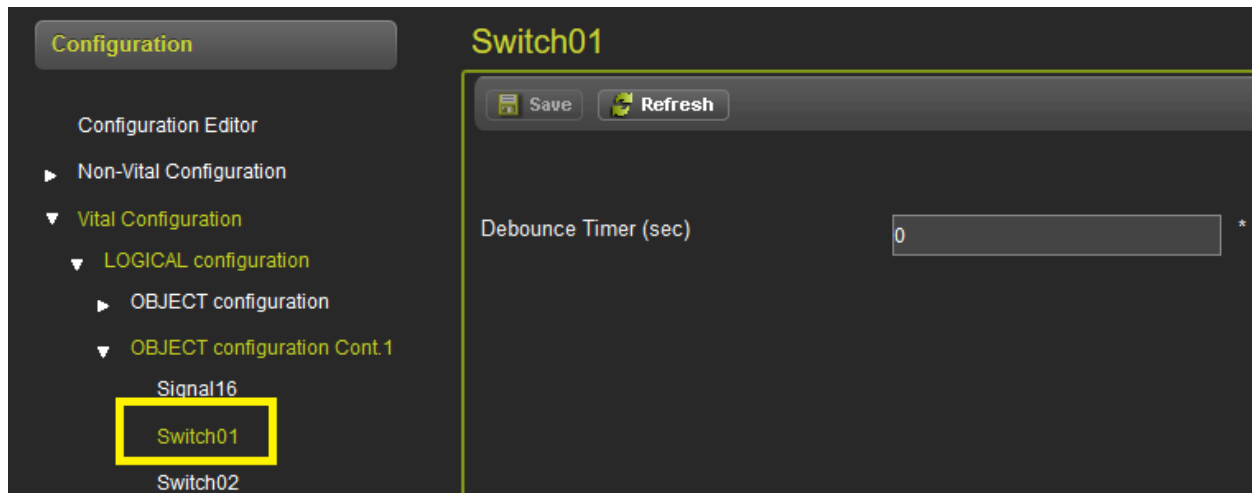 Configuration
Configuration Editor
Non-Vital Configuration
Vital Configuration
LOGICAL configuration
OBJECT configuration
OBJECT configuration Cont.1
Signal16
Switch01
Switch02
Switch01
Save
Refresh
Debounce Timer (sec)
0
*